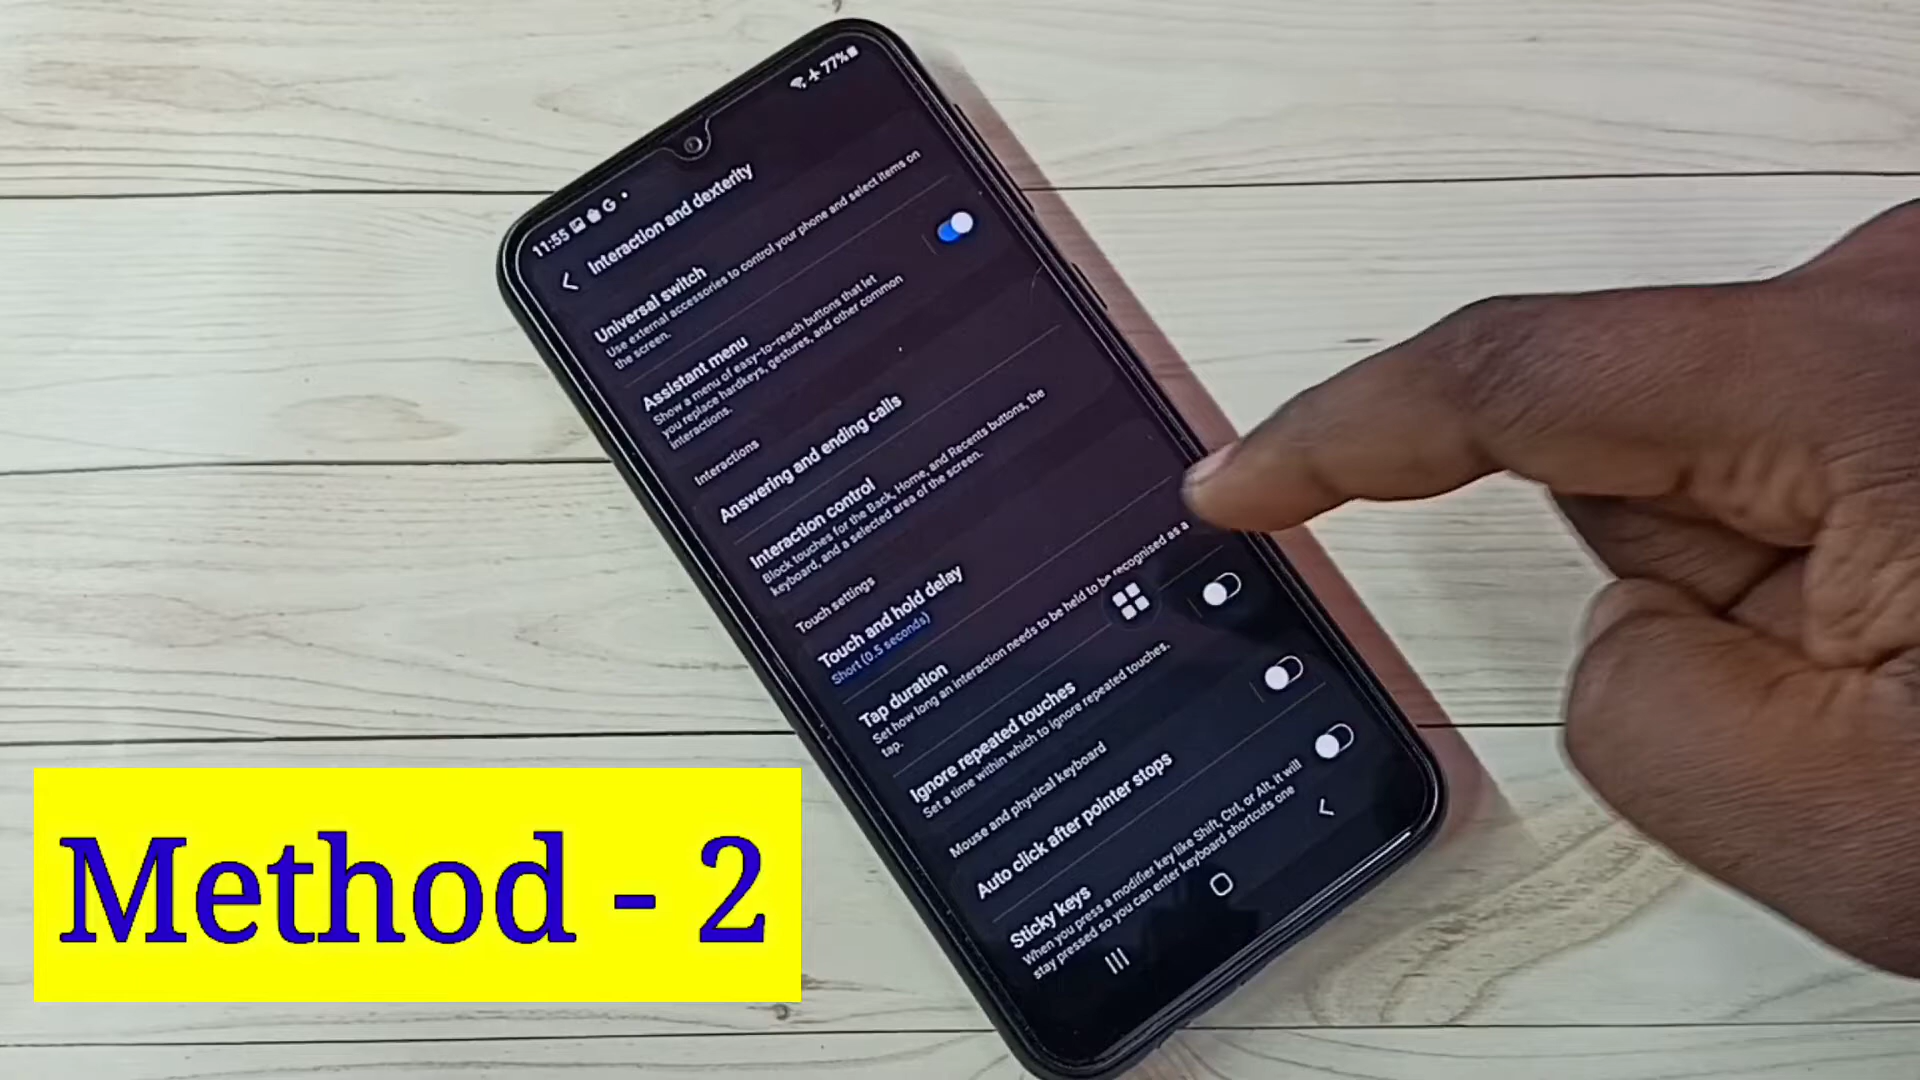 77%
11:55 G
Interaction and dexterity
Universal switch
Use external accessories to control your phone and select items on
the screen.
Assistant menu
Show a menu of easy-to-reach buttons that let
you replace hardkeys, gestures, and other common
interactions.
Interactions
Answering and ending calls
Interaction control
Block touches for the Back, Home, and Recents buttons, the
keyboard, and a selected area of the screen.
Touch settings
Touch and hold delay
Short (0.5 seconds)
Tap duration
Set how long an interaction needs to be held to be recognised as a
tap.
Ignore repeated touches
Set a time within which to ignore repeated touches.
Mouse and physical keyboard
Auto click after pointer stops
Sticky keys
When you press a modifier key like Shift, Ctrl, or Alt, it will
stay pressed so you can enter keyboard shortcuts one
Method - 2